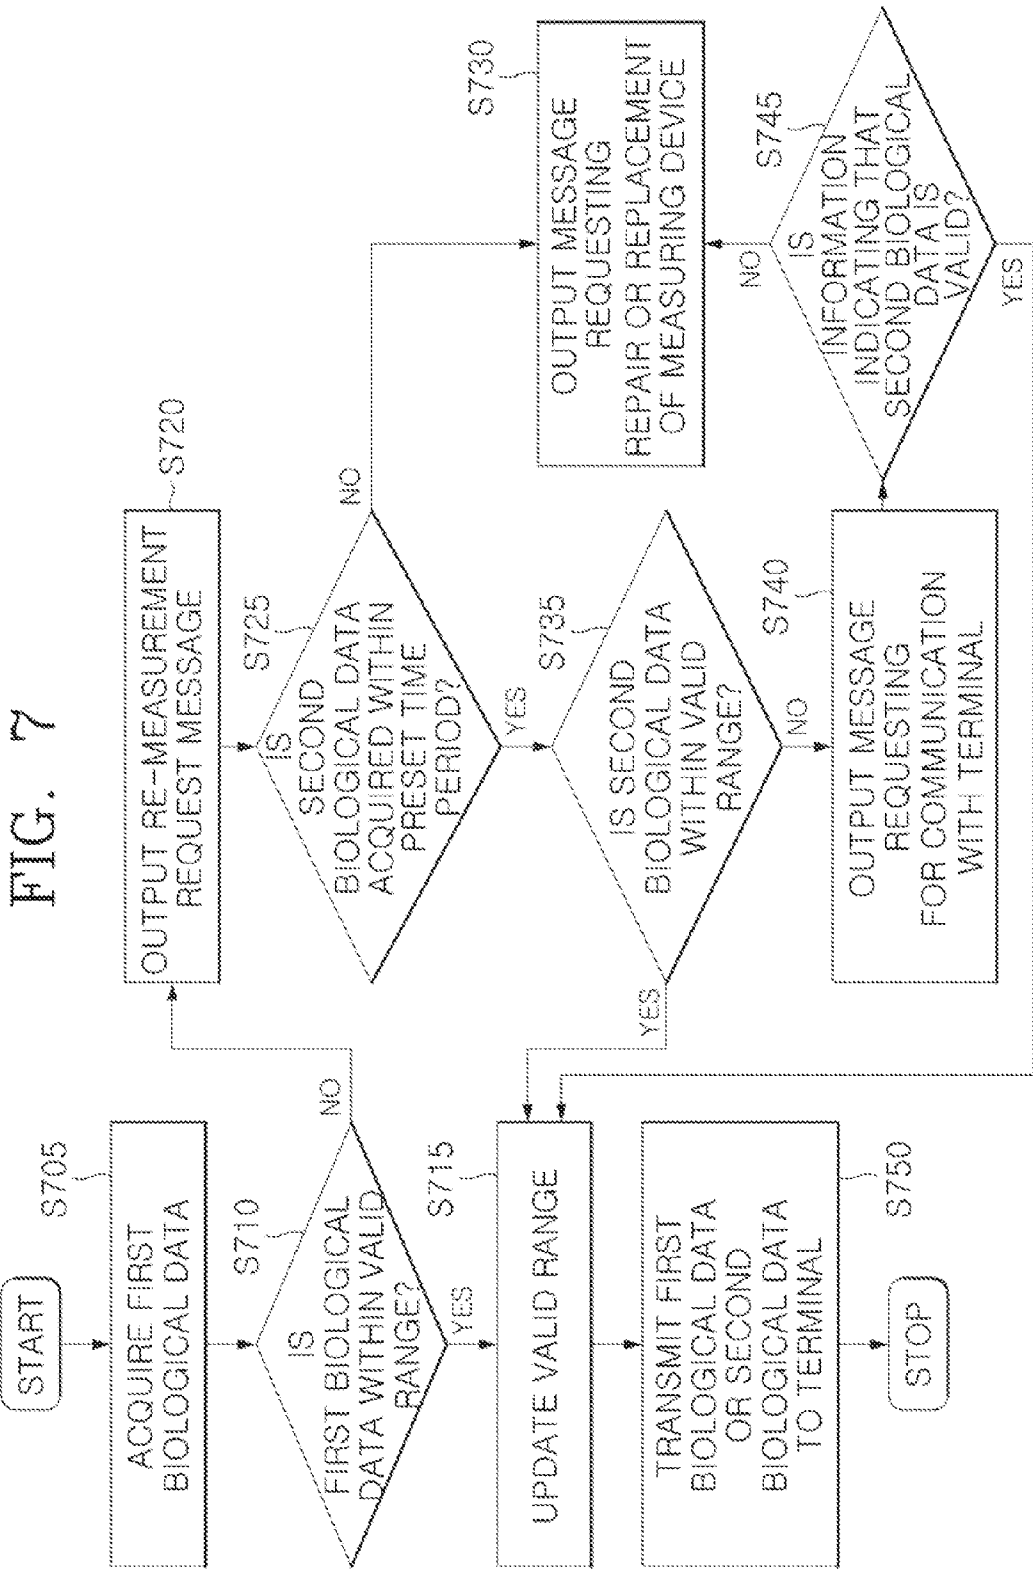 FIG. 7
START
S705
ACQUIRE FIRST
BIOLOGICAL DATA
S710
IS
FIRST BIOLOGICAL
DATA WITHIN VALID
RANGE?
NO
YES
S715
UPDATE VALID RANGE
TRANSMIT FIRST
BIOLOGICAL DATA
OR SECOND
BIOLOGICAL DATA
TO TERMINAL
S750
STOP
S720
OUTPUT RE-MEASUREMENT
REQUEST MESSAGE
S725
IS
SECOND
BIOLOGICAL DATA
ACQUIRED WITHIN
PRESET TIME
PERIOD?
NO
YES
S735
IS SECOND
BIOLOGICAL DATA
WITHIN VALID
RANGE?
YES
NO
S740
OUTPUT MESSAGE
REQUESTING
FOR COMMUNICATION
WITH TERMINAL
S730
OUTPUT MESSAGE
REQUESTING
REPAIR OR REPLACEMENT
OF MEASURING DEVICE
NO
S745
IS
INFORMATION
INDICATING THAT
SECOND BIOLOGICAL
DATA IS
VALID?
YES